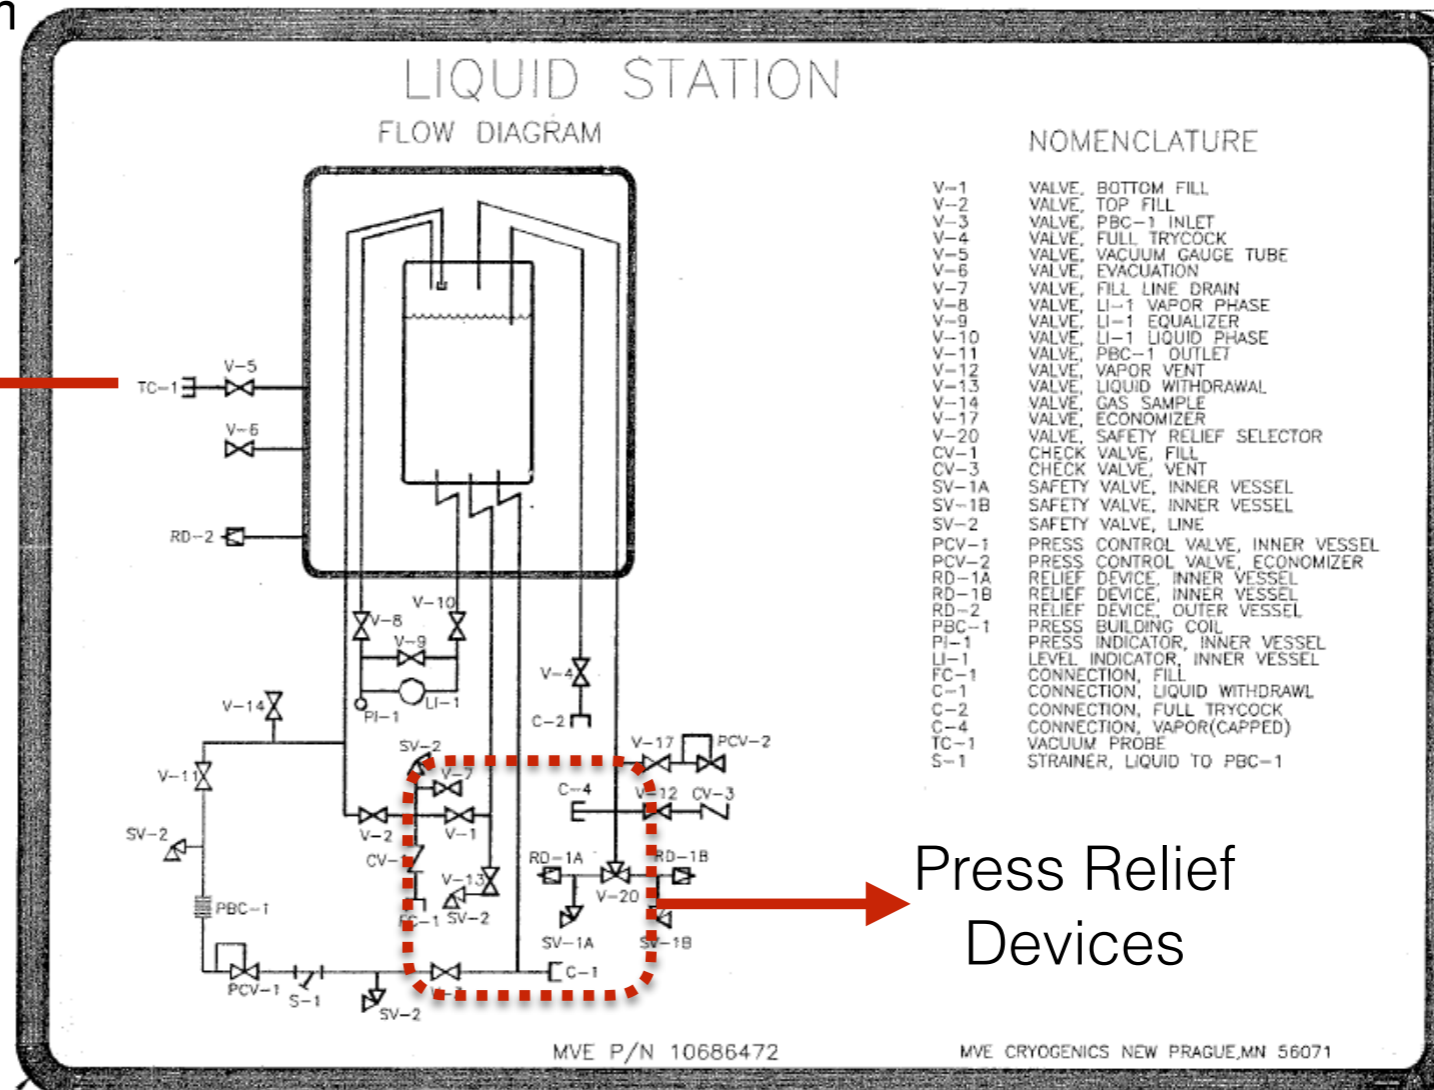 LIQUID STATION
FLOW DIAGRAM
NOMENCLATURE
V-1 VALVE, BOTTOM FILL
V-2 VALVE, TOP FILL
V-3 VALVE, PBC-1 INLET
V-4 VALVE, FULL TRYCOCK
V-5 VALVE, VACUUM GAUGE TUBE
V-6 VALVE, EVACUATION
V-7 VALVE, FILL LINE DRAIN
V-8 VALVE, LI-1 VAPOR PHASE
V-9 VALVE, LI-1 EQUALIZER
V-10 VALVE, LI-1 LIQUID PHASE
V-11 VALVE, PBC-1 OUTLET
V-12 VALVE, VAPOR VENT
V-13 VALVE, LIQUID WITHDRAWAL
V-14 VALVE, GAS SAMPLE
V-17 VALVE, ECONOMIZER
V-20 VALVE, SAFETY RELIEF SELECTOR
CV-1 CHECK VALVE, FILL
CV-3 CHECK VALVE, VENT
SV-1A SAFETY VALVE, INNER VESSEL
SV-1B SAFETY VALVE, INNER VESSEL
SV-2 SAFETY VALVE, LINE
PCV-1 PRESS CONTROL VALVE, INNER VESSEL
PCV-2 PRESS CONTROL VALVE, ECONOMIZER
RD-1A RELIEF DEVICE, INNER VESSEL
RD-1B RELIEF DEVICE, INNER VESSEL
RD-2 RELIEF DEVICE, OUTER VESSEL
PBC-1 PRESS BUILDING COIL
PI-1 PRESS INDICATOR, INNER VESSEL
LI-1 LEVEL INDICATOR, INNER VESSEL
FC-1 CONNECTION, FILL
C-1 CONNECTION, LIQUID WITHDRAWL
C-2 CONNECTION, FULL TRYCOCK
C-4 CONNECTION, VAPOR(CAPPED)
TC-1 VACUUM PROBE
S-1 STRAINER, LIQUID TO PBC-1
V-5
TC-1
V-6
RD-2
V-10
V-8
V-9
V-4
PI-1
LI-1
V-14
C-2
SV-2
V-17
PCV-2
V-11
V-7
C-4
V-12
CV-3
V-2
V-1
SV-2
CV-1
RD-1A
RD-1B
V-13
V-20
PBC-1
FC-1
SV-2
SV-1A
SV-1B
C-1
PCV-1
S-1
SV-2
Press Relief
Devices
MVE P/N 10686472
MVE CRYOGENICS NEW PRAGUE,MN 56071